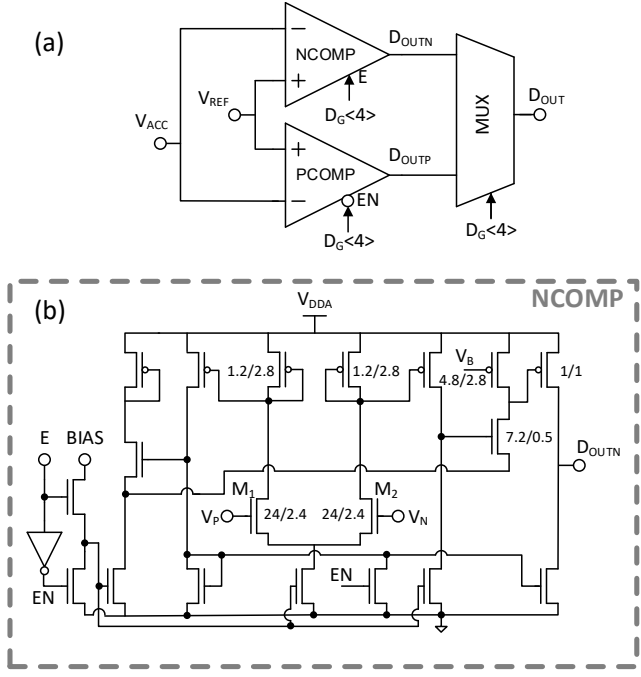 (a)
NCOMP
D_OUTN
E
D_G<4>
V_REF
V_ACC
MUX
D_OUT
PCOMP
D_OUTP
EN
D_G<4>
D_G<4>
(b)
NCOMP
V_DDA
1.2/2.8
1.2/2.8
V_B
4.8/2.8
1/1
7.2/0.5
E
BIAS
D_OUTN
M_1
M_2
V_P
24/2.4
24/2.4
V_N
EN
EN